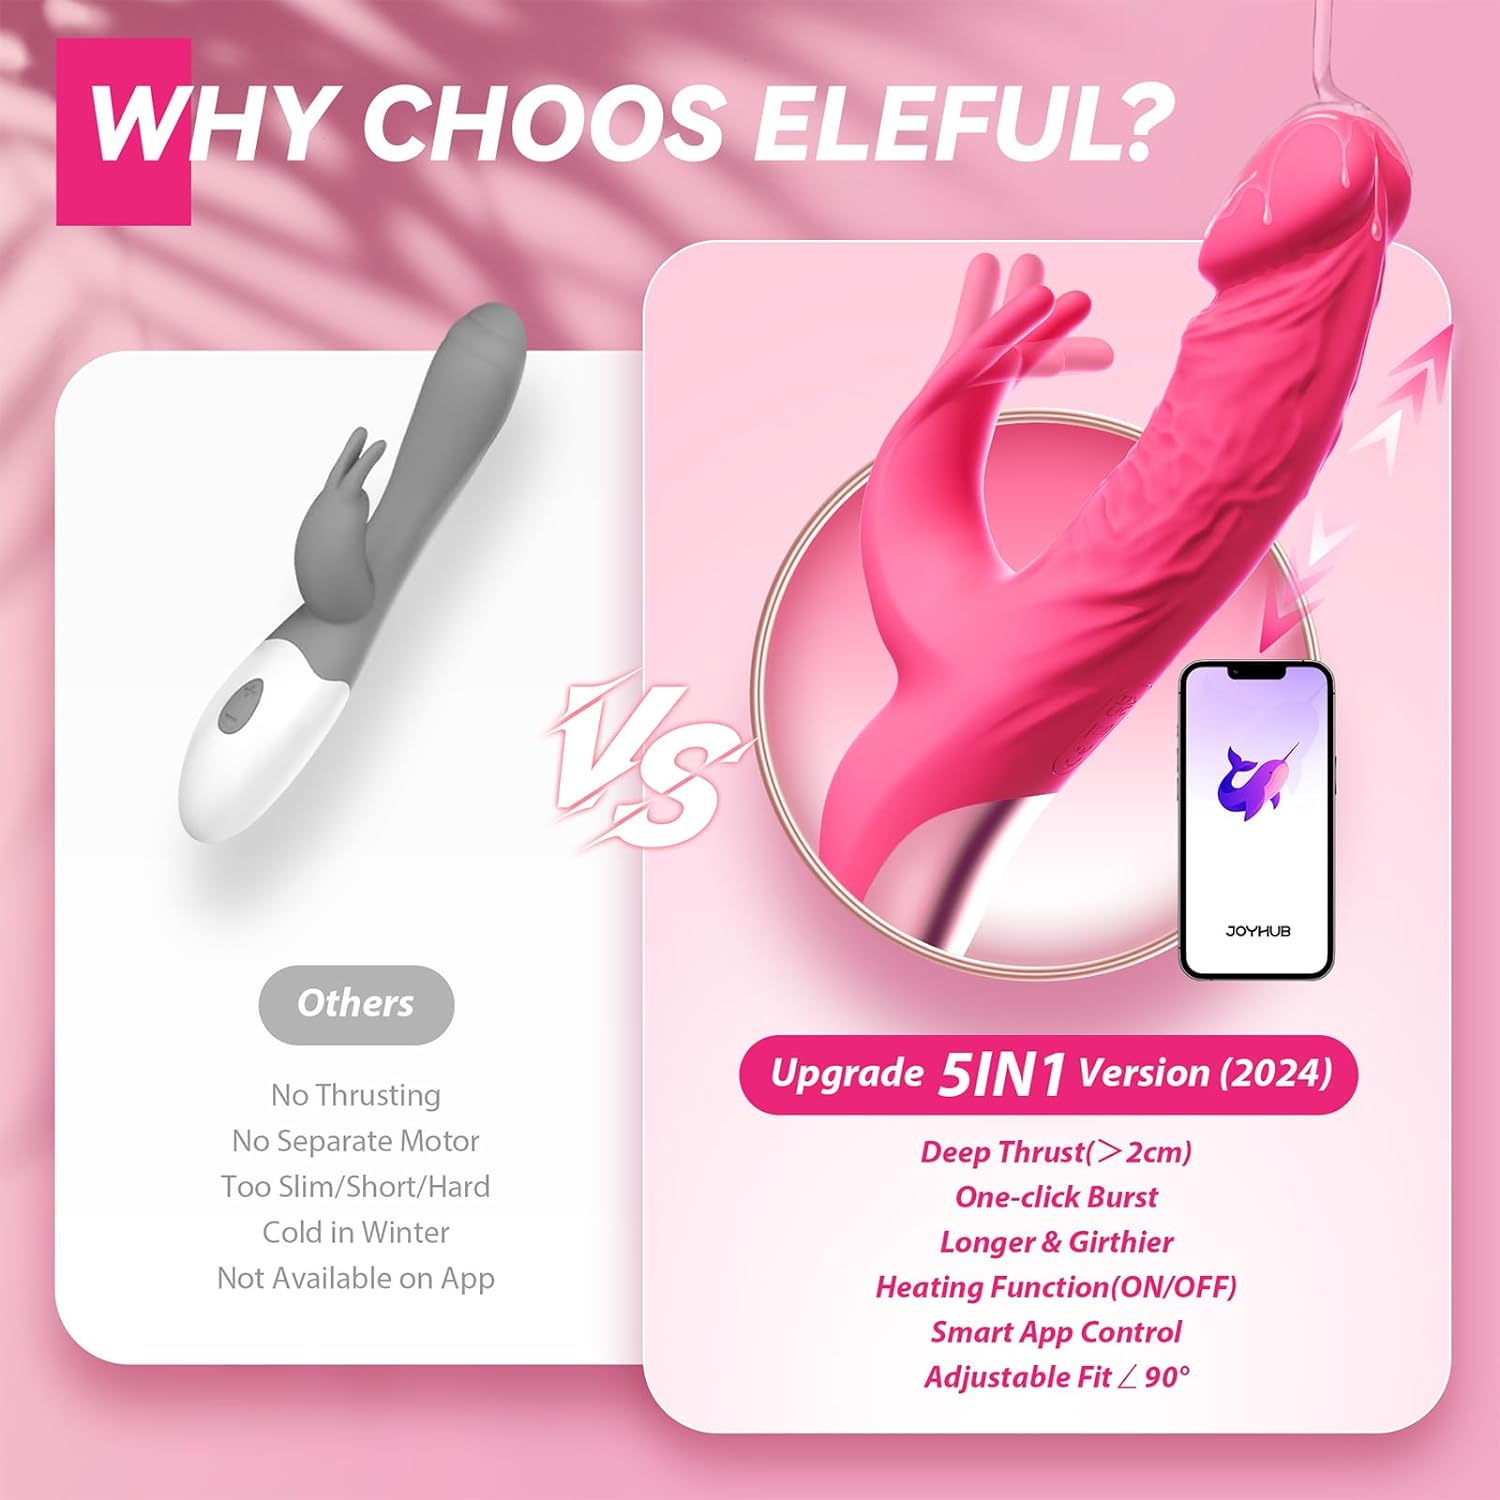 WHY CHOOS ELEFUL?
VS
JOYHUB
Others
No Thrusting
No Separate Motor
Too Slim/Short/Hard
Cold in Winter
Not Available on App
Upgrade 5IN1 Version (2024)
Deep Thrust(＞2cm)
One-click Burst
Longer & Girthier
Heating Function(ON/OFF)
Smart App Control
Adjustable Fit∠ 90°